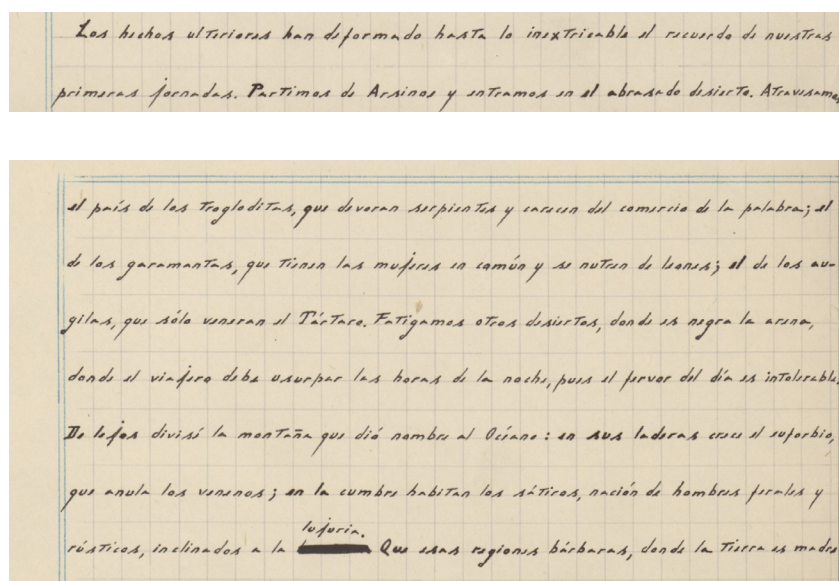 Los hechos ulteriores han deformado hasta lo inextricable el recuerdo de nuestras
primeras jornadas. Partimos de Arsinoe y entramos en el abrasado desierto. Atravesamos
el país de los trogloditas, que devoran serpientes y carecen del comercio de la palabra; el
de los garamantas, que tienen las mujeres en común y se nutren de leones; el de los au-
gilas, que sólo veneran el Tártaro. Fatigamos otros desiertos, donde es negra la arena,
donde el viajero debe usurpar las horas de la noche, pues el fervor del día es intolerable.
De lejos divisé la montaña que dió nombre al Océano: en sus laderas crece el euforbio,
que anula los venenos; en la cumbre habitan los sátiros, nación de hombres ferales y
lujuria.
rústicos, inclinados a la Que esas regiones bárbaras, donde la tierra es madre